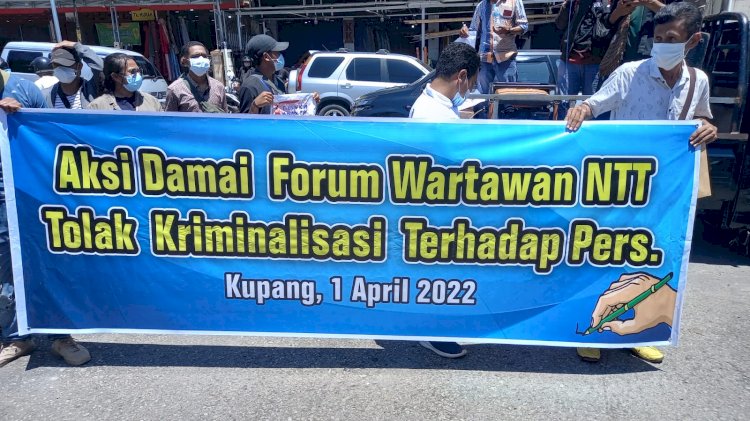 Aksi Damai Forum Wartawan NTT
Tolak Kriminalisasi Terhadap Pers.
Kupang, 1 April 2022